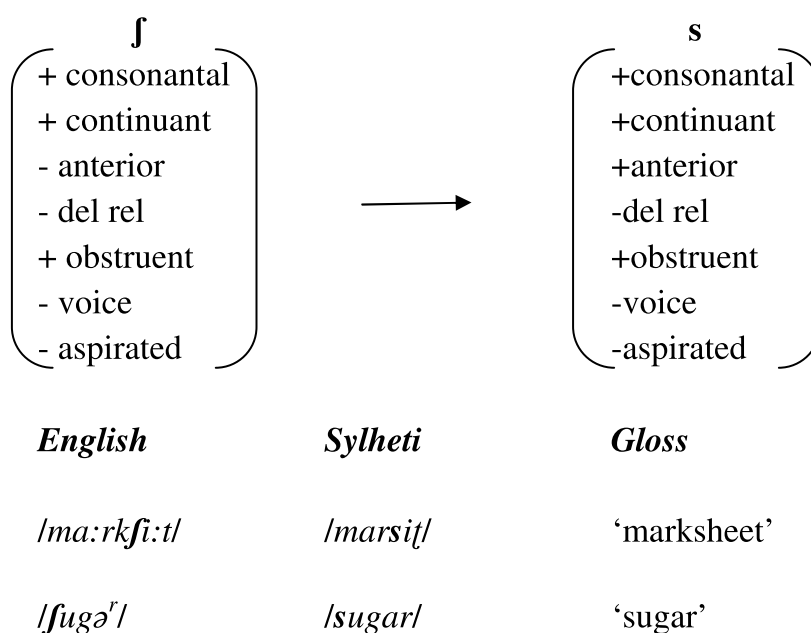 ʃ s
+ consonantal +consonantal
+ continuant +continuant
- anterior +anterior
- del rel -del rel
+ obstruent +obstruent
- voice -voice
- aspirated -aspirated
English Sylheti Gloss
/ma:rkʃi:t/ /marsiʈ/ ‘marksheet’
/ʃugəʳ/ /sugar/ ‘sugar’